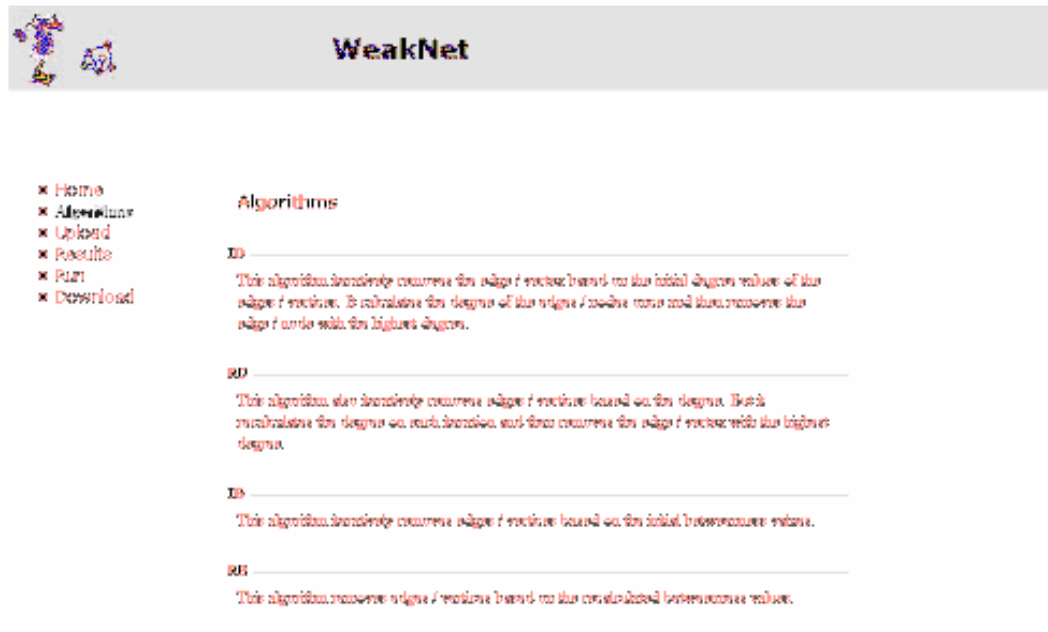 WeakNet
Home
Algorithms
Upload
Results
Run
Download
Algorithms
ID
This algorithm iteratively removes the edge / vertex based on the initial degree values of the
edges / vertices. It calculates the degree of the edges / nodes once and then removes the
edge / node with the highest degree.
RD
This algorithm also iteratively removes edges / vertices based on the degree. But it
recalculates the degree on each iteration and then removes the edge / vertex with the highest
degree.
IB
This algorithm iteratively removes edges / vertices based on the initial betweenness values.
RB
This algorithm removes edges / vertices based on the recalculated betweenness values.